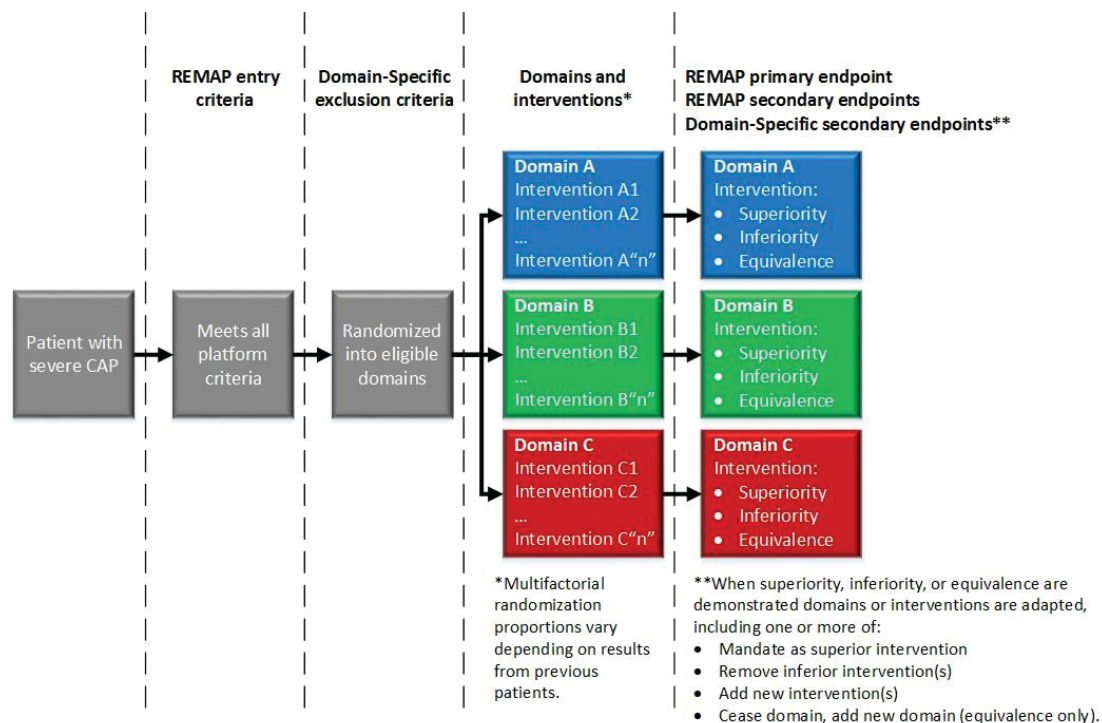 REMAP entry
criteria
Domain-Specific
exclusion criteria
Domains and
interventions*
REMAP primary endpoint
REMAP secondary endpoints
Domain-Specific secondary endpoints**
Patient with
severe CAP
Meets all
platform
criteria
Randomized
into eligible
domains
Domain A
Intervention A1
Intervention A2
...
Intervention A“n”
Domain A
Intervention:
• Superiority
• Inferiority
• Equivalence
Domain B
Intervention B1
Intervention B2
...
Intervention B“n”
Domain B
Intervention:
• Superiority
• Inferiority
• Equivalence
Domain C
Intervention C1
Intervention C2
...
Intervention C“n”
Domain C
Intervention:
• Superiority
• Inferiority
• Equivalence
*Multifactorial
randomization
proportions vary
depending on results
from previous
patients.
**When superiority, inferiority, or equivalence are
demonstrated domains or interventions are adapted,
including one or more of:
• Mandate as superior intervention
• Remove inferior intervention(s)
• Add new intervention(s)
• Cease domain, add new domain (equivalence only).